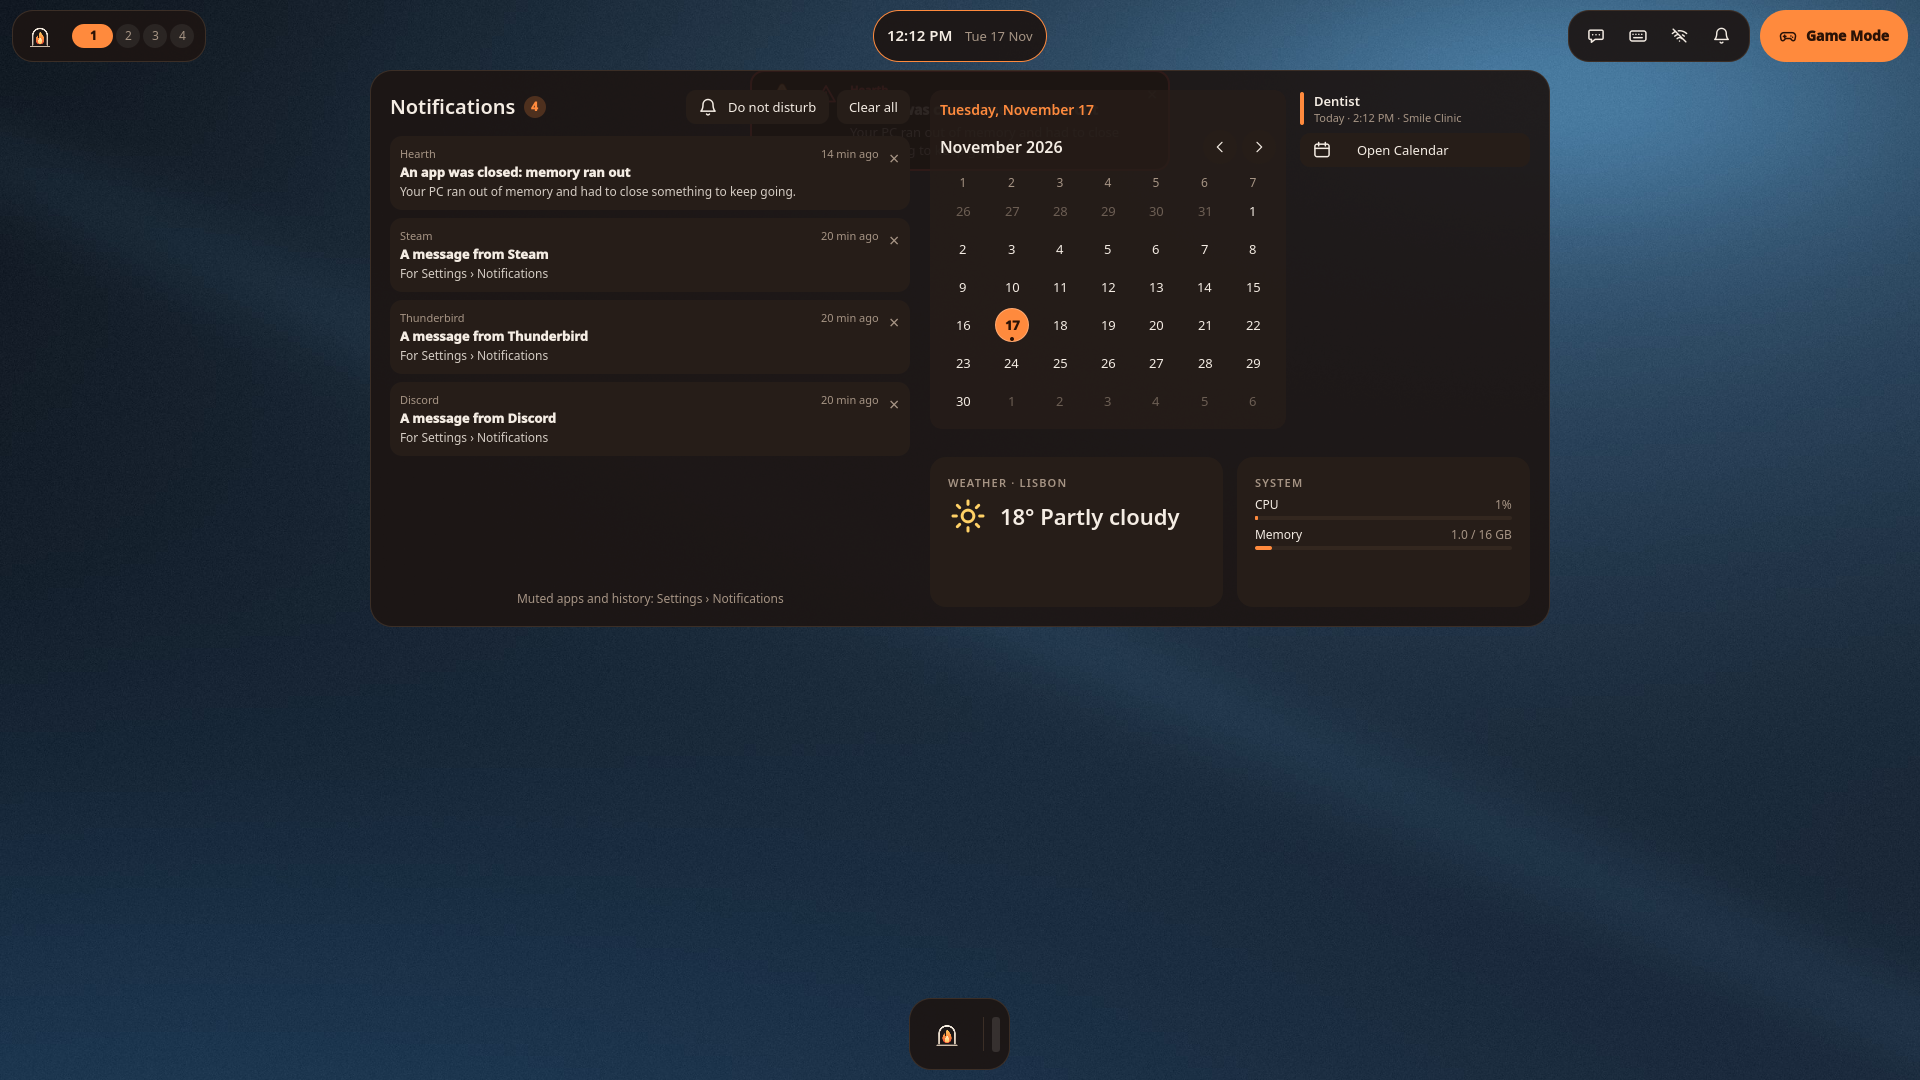 1 2 3 4
12:12 PM Tue 17 Nov
Game Mode
Notifications 4
Do not disturb
Clear all
Hearth
14 min ago
An app was closed: memory ran out
Your PC ran out of memory and had to close something to keep going.
Steam
20 min ago
A message from Steam
For Settings › Notifications
Thunderbird
20 min ago
A message from Thunderbird
For Settings › Notifications
Discord
20 min ago
A message from Discord
For Settings › Notifications
Muted apps and history: Settings › Notifications
Tuesday, November 17
November 2026
1 2 3 4 5 6 7
26 27 28 29 30 31 1
2 3 4 5 6 7 8
9 10 11 12 13 14 15
16 17 18 19 20 21 22
23 24 25 26 27 28 29
30 1 2 3 4 5 6
Dentist
Today · 2:12 PM · Smile Clinic
Open Calendar
WEATHER · LISBON
18° Partly cloudy
SYSTEM
CPU 1%
Memory 1.0 / 16 GB